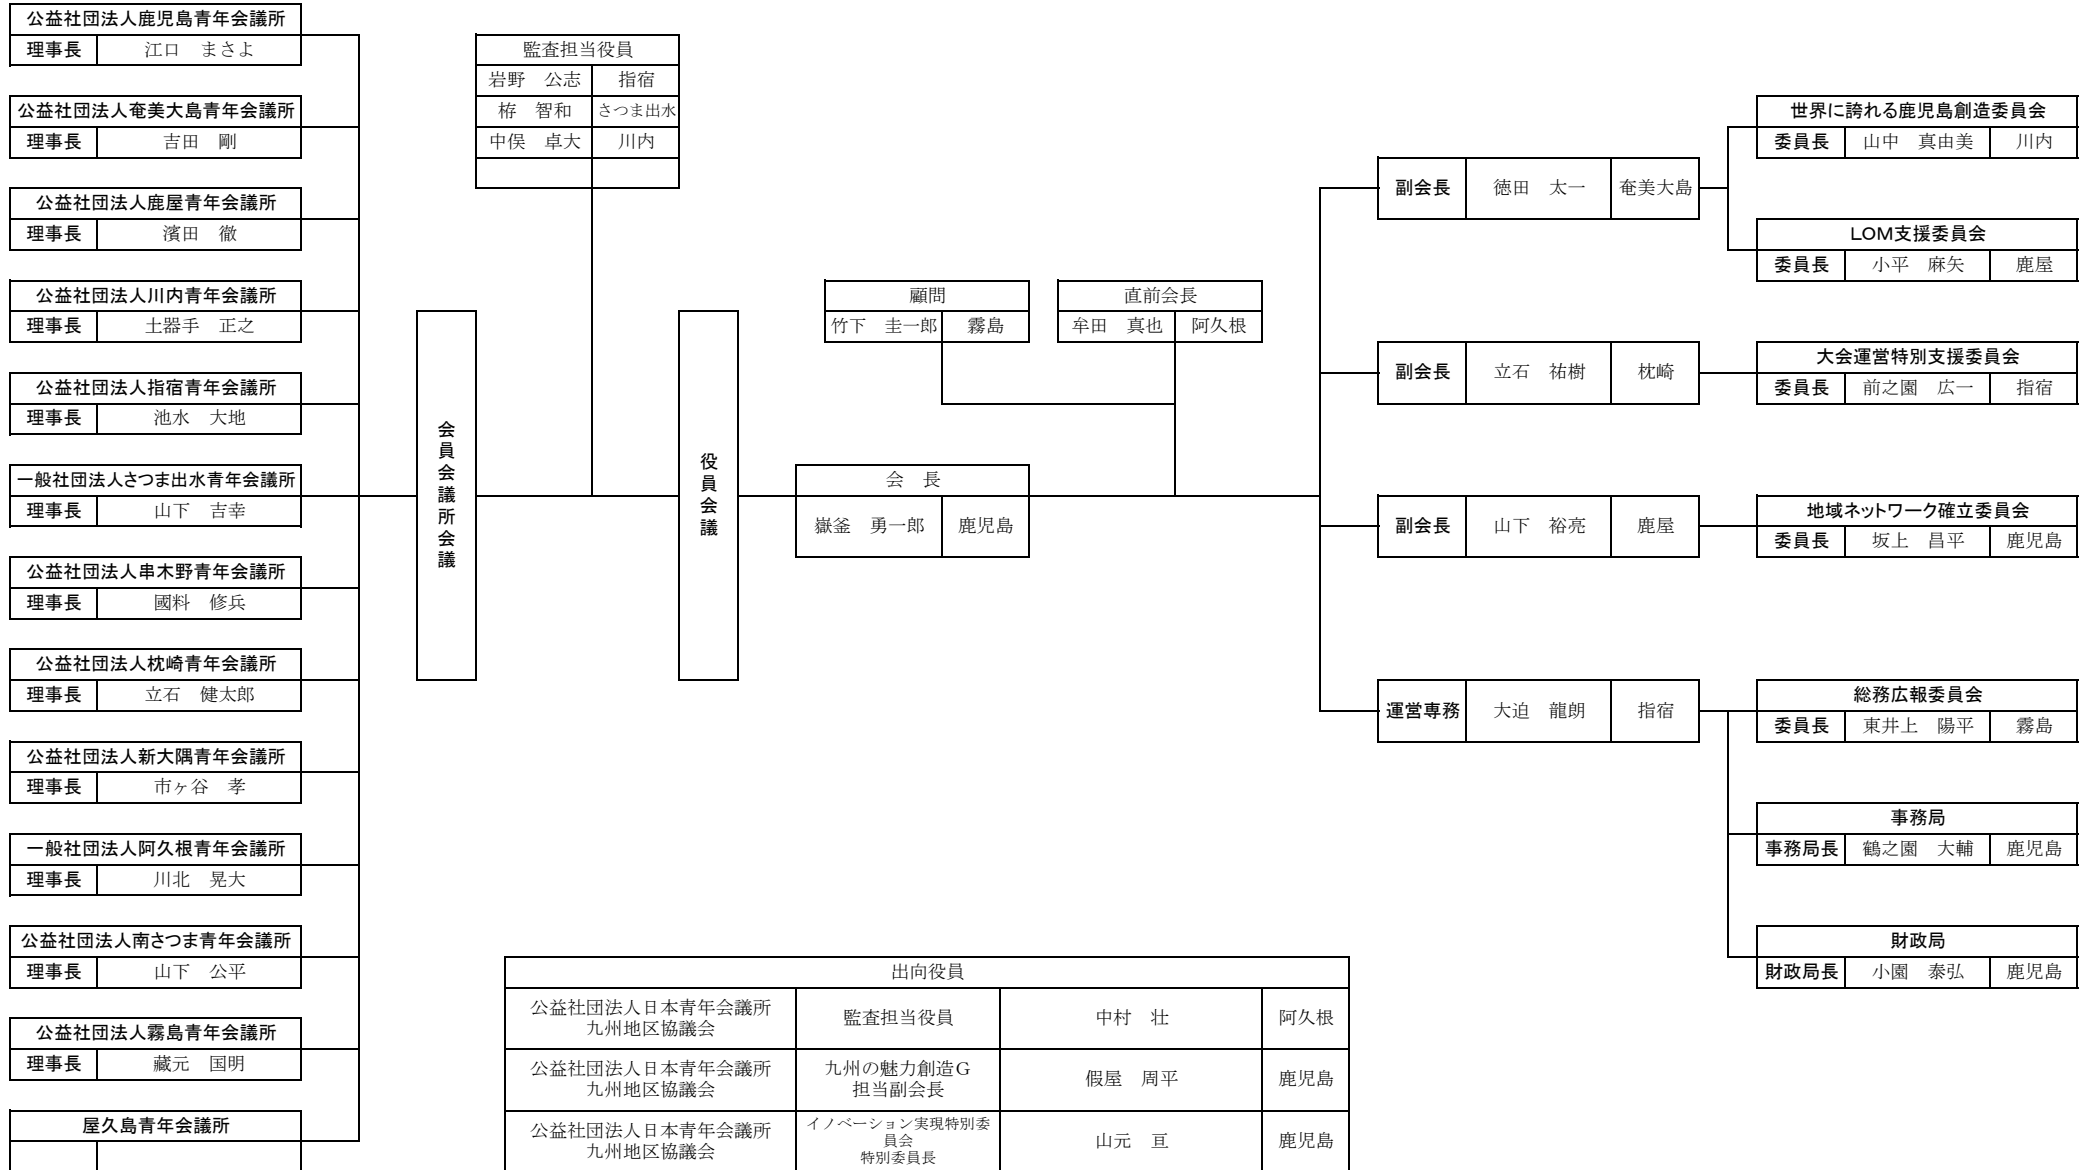 公益社団法人鹿児島青年会議所
理事長 江口　まさよ
公益社団法人奄美大島青年会議所
理事長 吉田　剛
公益社団法人鹿屋青年会議所
理事長 濱田　徹
公益社団法人川内青年会議所
理事長 土器手　正之
公益社団法人指宿青年会議所
理事長 池水　大地
一般社団法人さつま出水青年会議所
理事長 山下　吉幸
公益社団法人串木野青年会議所
理事長 國料　修兵
公益社団法人枕崎青年会議所
理事長 立石　健太郎
公益社団法人新大隅青年会議所
理事長 市ヶ谷　孝
一般社団法人阿久根青年会議所
理事長 川北　晃大
公益社団法人南さつま青年会議所
理事長 山下　公平
公益社団法人霧島青年会議所
理事長 藏元　国明
屋久島青年会議所
会員会議所会議
監査担当役員
岩野　公志 指宿
栫　智和 さつま出水
中俣　卓大 川内
役員会議
顧問
竹下　圭一郎 霧島
直前会長
牟田　真也 阿久根
会　長
嶽釜　勇一郎 鹿児島
副会長 徳田　太一 奄美大島
世界に誇れる鹿児島創造委員会
委員長 山中　真由美 川内
LOM支援委員会
委員長 小平　麻矢 鹿屋
副会長 立石　祐樹 枕崎
大会運営特別支援委員会
委員長 前之園　広一 指宿
副会長 山下　裕亮 鹿屋
地域ネットワーク確立委員会
委員長 坂上　昌平 鹿児島
運営専務 大迫　龍朗 指宿
総務広報委員会
委員長 東井上　陽平 霧島
事務局
事務局長 鶴之園　大輔 鹿児島
財政局
財政局長 小園　泰弘 鹿児島
出向役員
公益社団法人日本青年会議所
九州地区協議会
監査担当役員
中村　壮
阿久根
公益社団法人日本青年会議所
九州地区協議会
九州の魅力創造G
担当副会長
假屋　周平
鹿児島
公益社団法人日本青年会議所
九州地区協議会
イノベーション実現特別委
員会
特別委員長
山元　亘
鹿児島